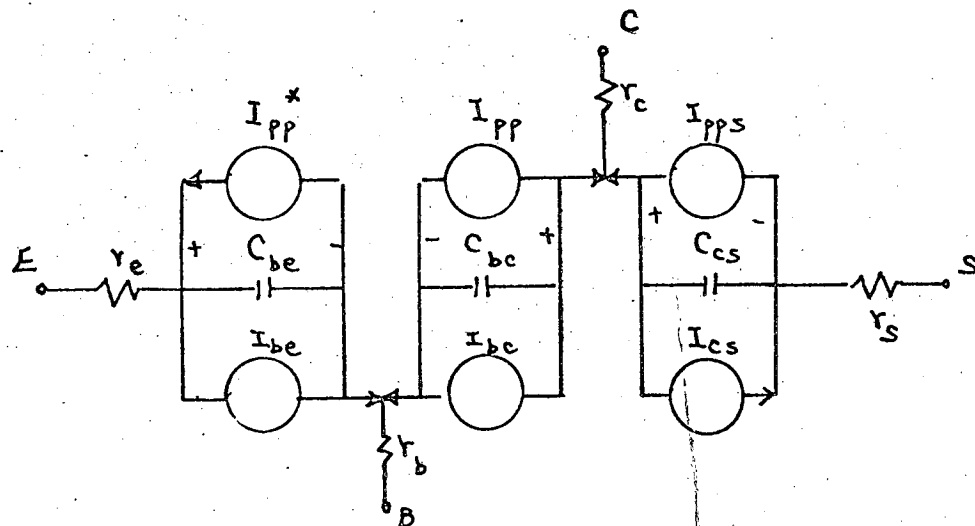 C
I_pp*
I_pp
r_c
I_pps
+
-
-
+
+
-
E
r_e
C_be
C_bc
C_cs
S
r_s
I_be
I_bc
I_cs
r_b
B